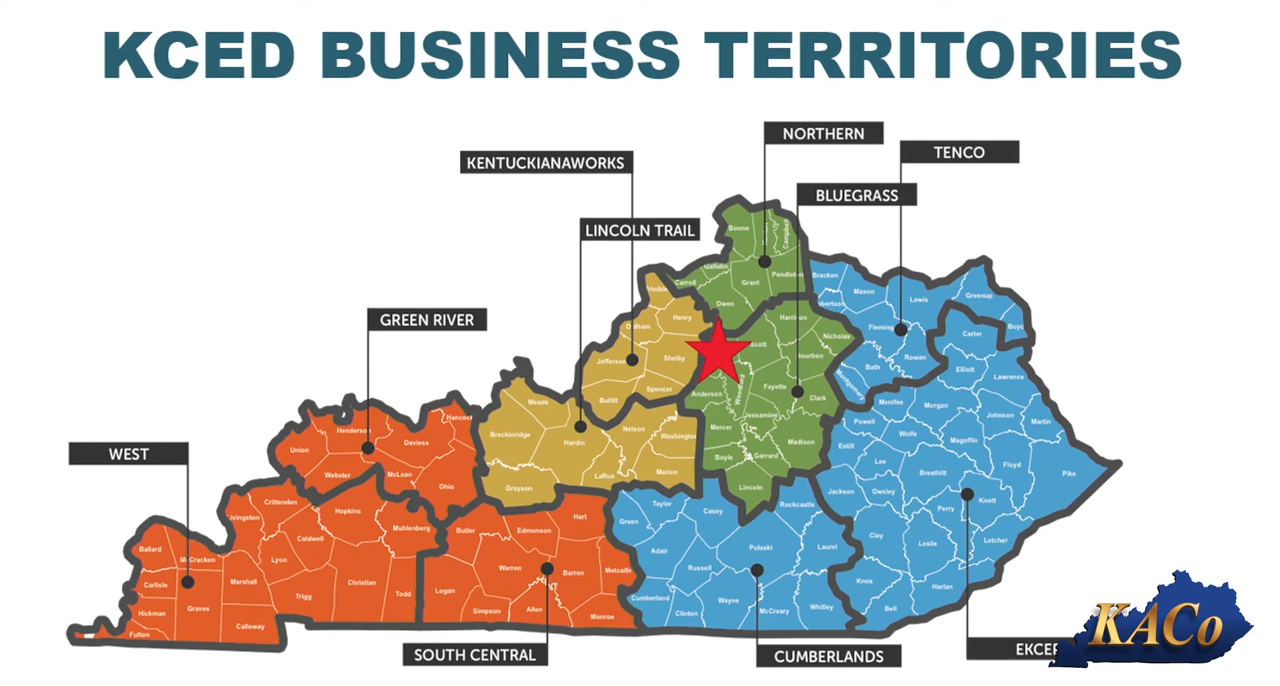 KCED BUSINESS TERRITORIES
NORTHERN
TENCO
KENTUCKIANAWORKS
BLUEGRASS
LINCOLN TRAIL
GREEN RIVER
WEST
SOUTH CENTRAL
CUMBERLANDS
EKCEP
KACo
Boone
Campbell
Gallatin
Carroll
Grant
Pendleton
Owen
Bracken
Mason
Lewis
Greenup
Fleming
Carter
Rowan
Bath
Montgomery
Elliott
Lawrence
Henry
Oldham
Jefferson
Shelby
Spencer
Bullitt
Harrison
Nicholas
Bourbon
Fayette
Clark
Anderson
Woodford
Jessamine
Mercer
Madison
Boyle
Garrard
Lincoln
Menifee
Morgan
Johnson
Martin
Powell
Wolfe
Magoffin
Estill
Lee
Breathitt
Floyd
Pike
Jackson
Owsley
Perry
Knott
Clay
Leslie
Letcher
Knox
Harlan
Bell
Meade
Breckinridge
Hardin
Nelson
Washington
Grayson
LaRue
Marion
Hancock
Henderson
Daviess
Union
Webster
McLean
Ohio
Crittenden
Livingston
Hopkins
Muhlenberg
Caldwell
Lyon
Ballard
McCracken
Carlisle
Marshall
Christian
Todd
Trigg
Hickman
Graves
Calloway
Fulton
Butler
Edmonson
Hart
Warren
Barren
Metcalfe
Logan
Simpson
Allen
Monroe
Taylor
Green
Casey
Rockcastle
Adair
Pulaski
Laurel
Russell
Cumberland
Clinton
Wayne
McCreary
Whitley